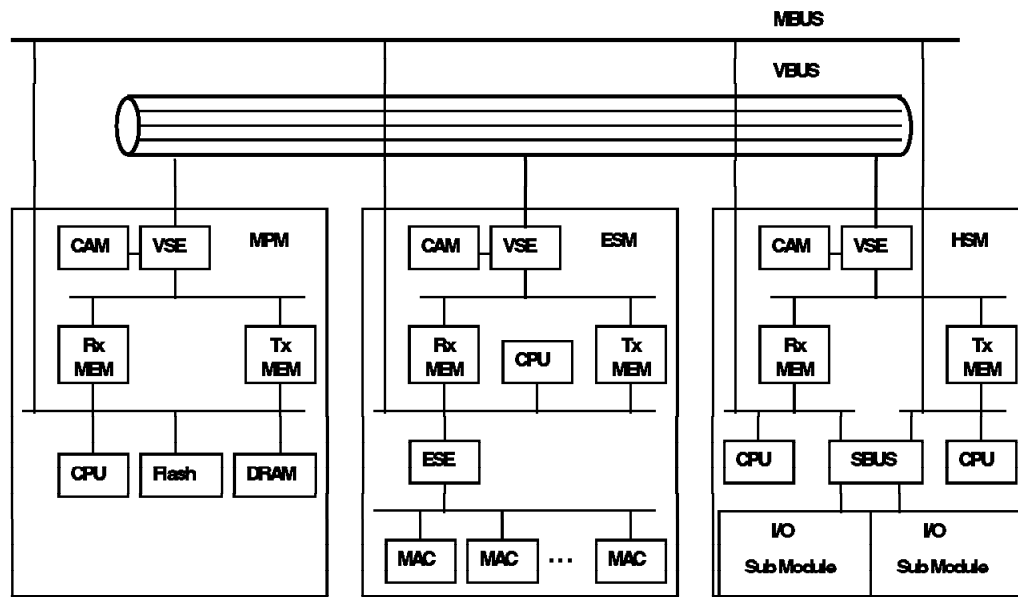 MBUS
VBUS
CAM VSE MPM
CAM VSE ESM
CAM VSE HSM
Rx Tx
MEM MEM
Rx CPU Tx
MEM MEM
Rx Tx
MEM MEM
CPU Flash DRAM
ESE
CPU SBUS CPU
MAC MAC ... MAC
I/O I/O
Sub Module Sub Module